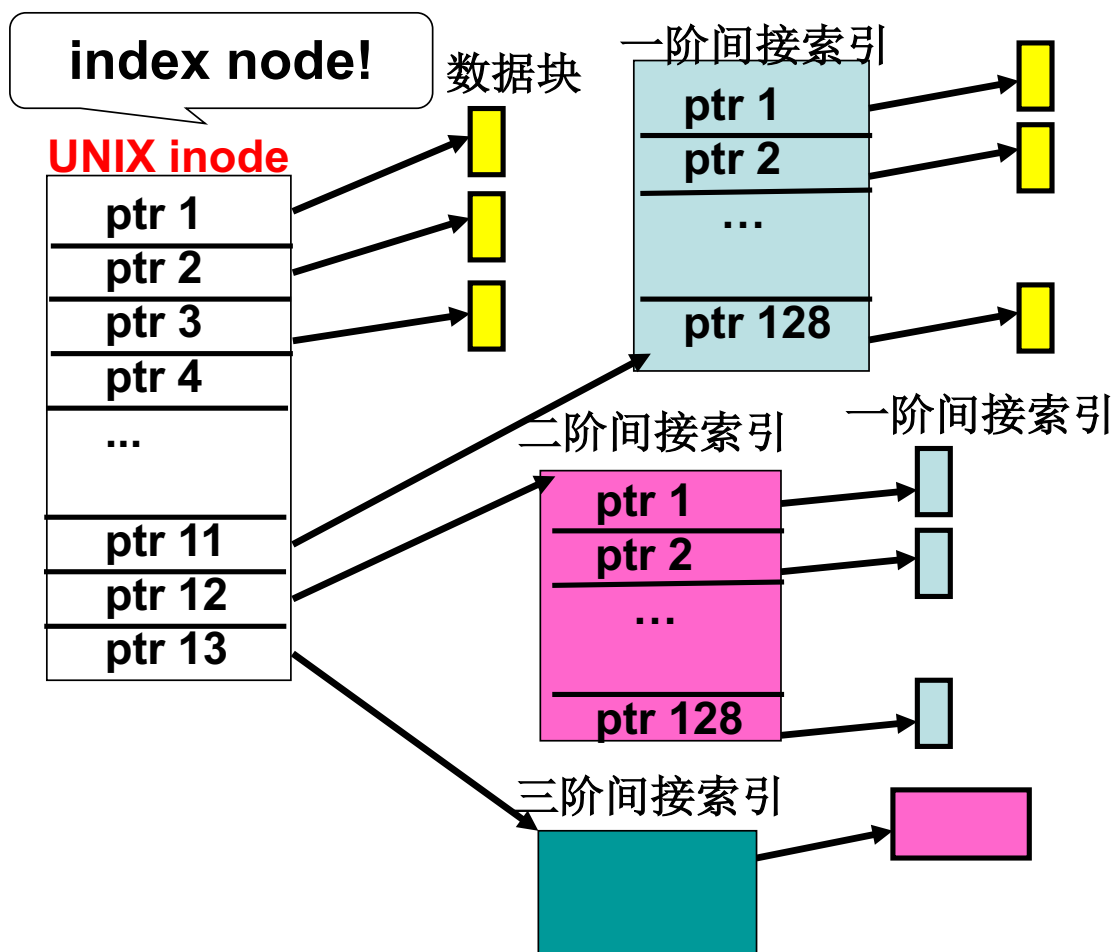 index node!
数据块
UNIX inode
ptr 1
ptr 2
ptr 3
ptr 4
...
ptr 11
ptr 12
ptr 13
一阶间接索引
ptr 1
ptr 2
…
ptr 128
二阶间接索引
ptr 1
ptr 2
…
ptr 128
一阶间接索引
三阶间接索引